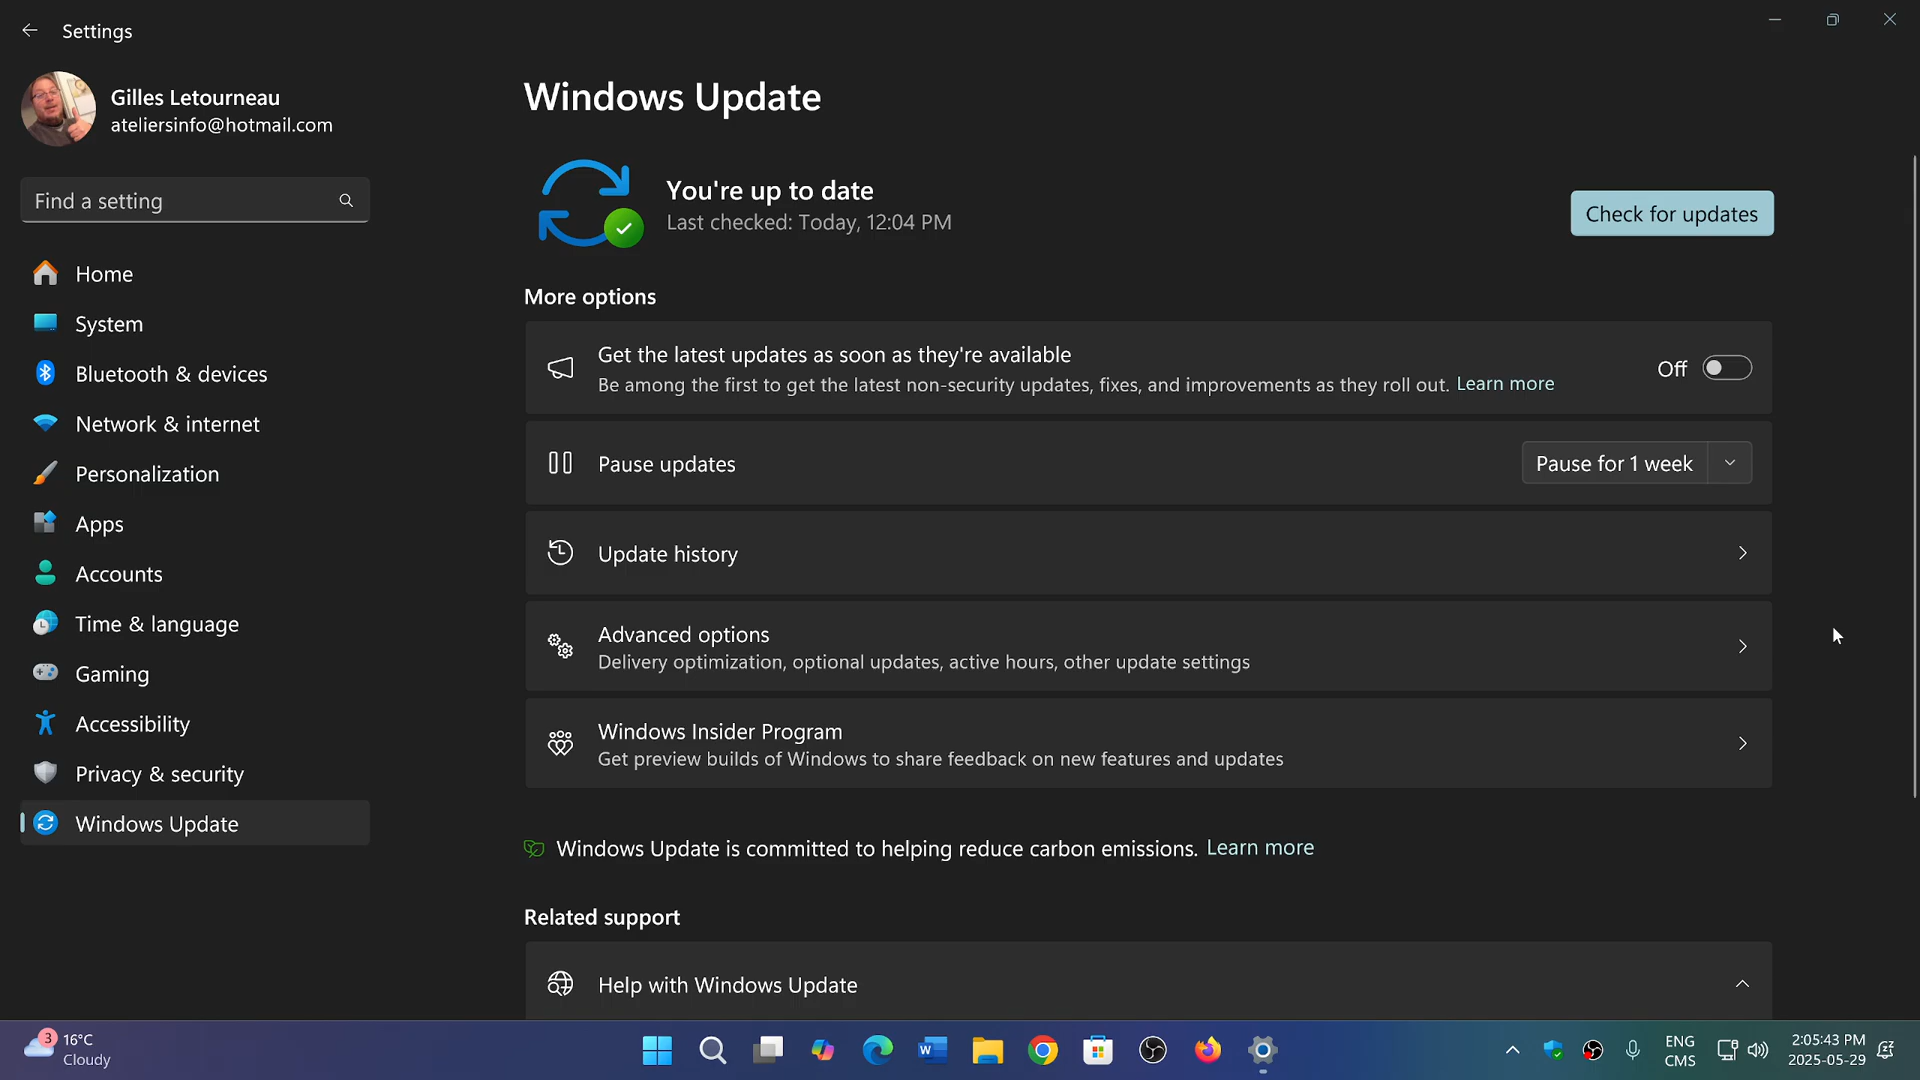 Settings
Gilles Letourneau
ateliersinfo@hotmail.com
Find a setting
Home
System
Bluetooth & devices
Network & internet
Personalization
Apps
Accounts
Time & language
Gaming
Accessibility
Privacy & security
Windows Update
Windows Update
You're up to date
Last checked: Today, 12:04 PM
Check for updates
More options
Get the latest updates as soon as they're available
Be among the first to get the latest non-security updates, fixes, and improvements as they roll out. Learn more
Off
Pause updates
Pause for 1 week
Update history
Advanced options
Delivery optimization, optional updates, active hours, other update settings
Windows Insider Program
Get preview builds of Windows to share feedback on new features and updates
Windows Update is committed to helping reduce carbon emissions. Learn more
Related support
Help with Windows Update
3
16°C
Cloudy
W
ENG
CMS
2:05:43 PM
2025-05-29